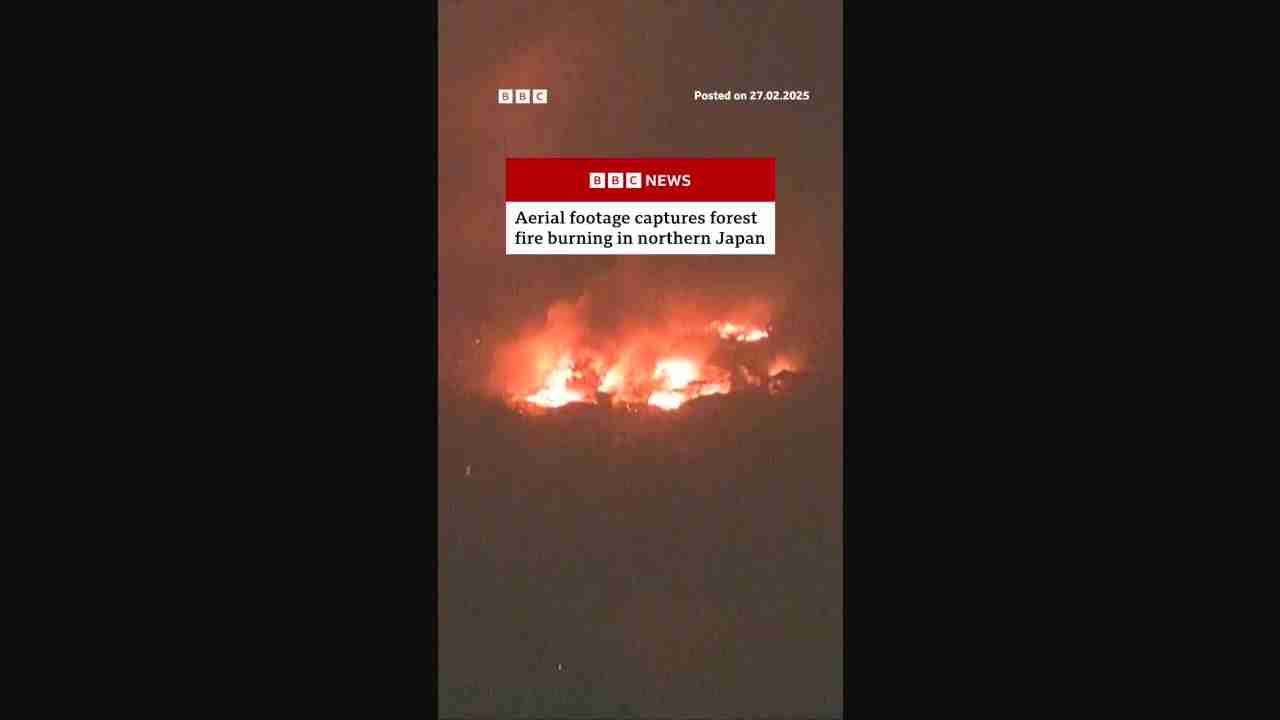 BBC
Posted on 27.02.2025
BBC NEWS
Aerial footage captures forest
fire burning in northern Japan